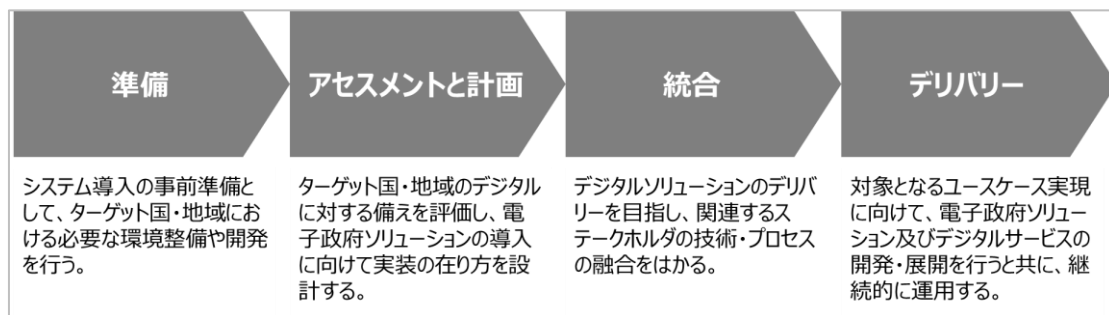 準備
アセスメントと計画
統合
デリバリー
システム導入の事前準備と
して、ターゲット国・地域にお
ける必要な環境整備や開発
を行う。
ターゲット国・地域のデジタル
に対する備えを評価し、電
子政府ソリューションの導入
に向けて実装の在り方を設
計する。
デジタルソリューションのデリバ
リーを目指し、関連するス
テークホルダの技術・プロセス
の融合をはかる。
対象となるユースケース実現
に向けて、電子政府ソリュー
ション及びデジタルサービスの
開発・展開を行うと共に、継
続的に運用する。